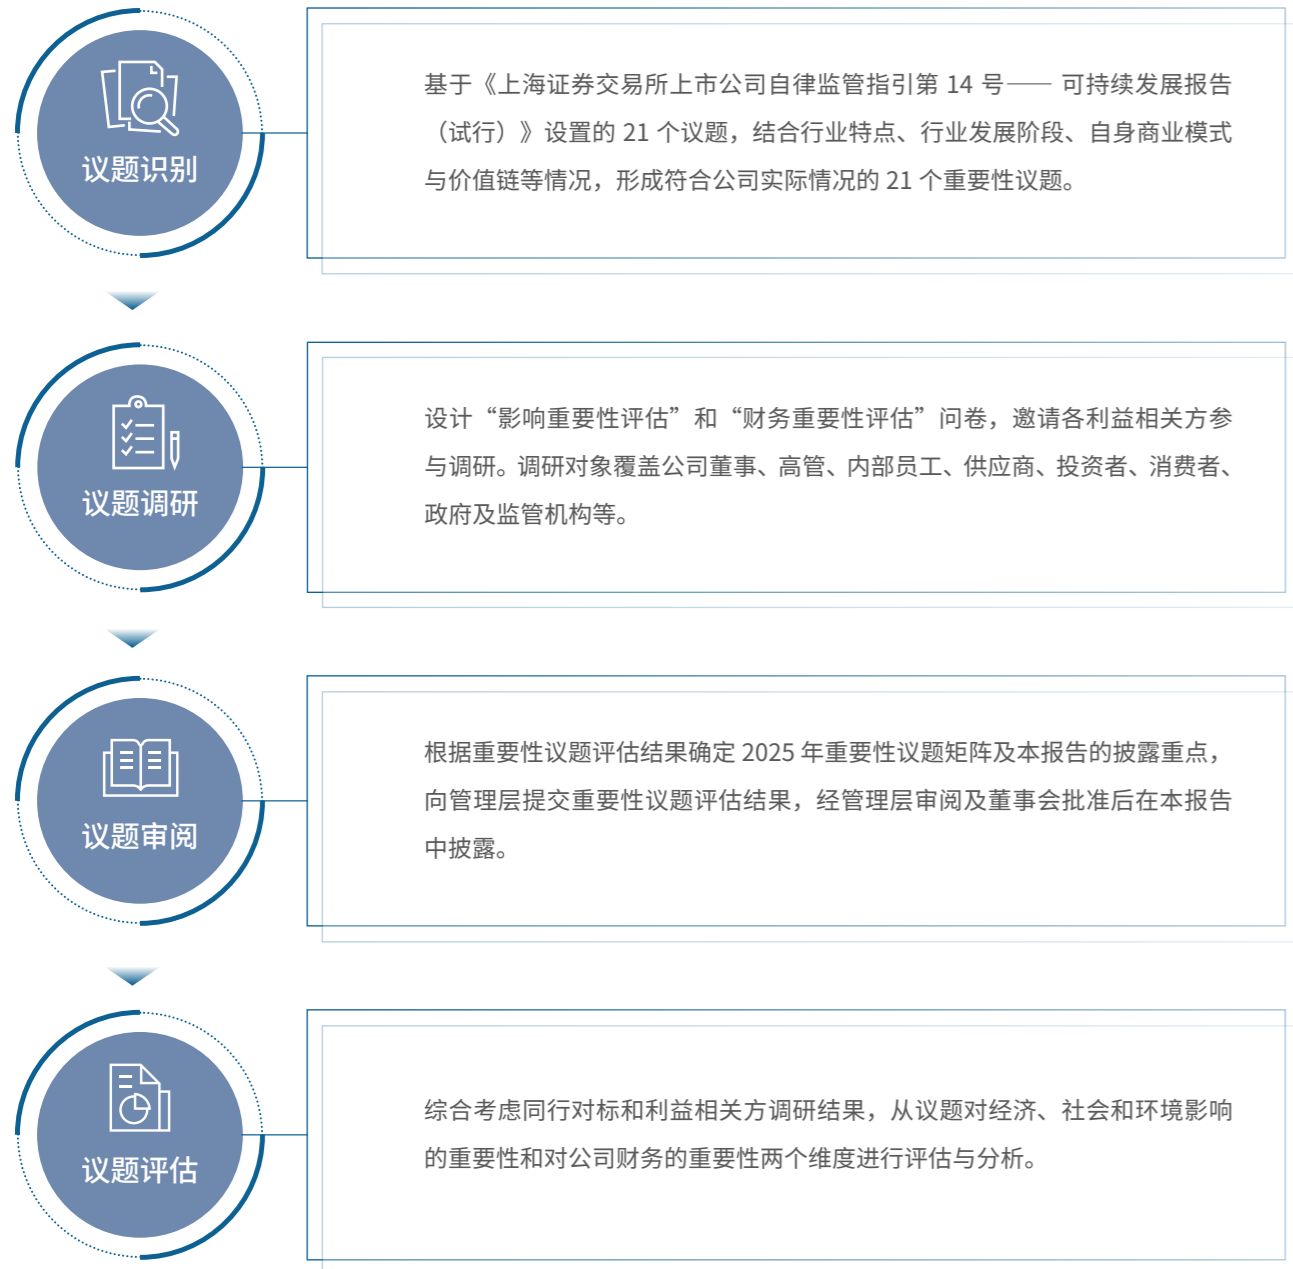 议题识别
基于《上海证券交易所上市公司自律监管指引第 14 号—— 可持续发展报告
（试行）》设置的 21 个议题，结合行业特点、行业发展阶段、自身商业模式
与价值链等情况，形成符合公司实际情况的 21 个重要性议题。
议题调研
设计“影响重要性评估”和“财务重要性评估”问卷，邀请各利益相关方参
与调研。调研对象覆盖公司董事、高管、内部员工、供应商、投资者、消费者、
政府及监管机构等。
议题审阅
根据重要性议题评估结果确定 2025 年重要性议题矩阵及本报告的披露重点，
向管理层提交重要性议题评估结果，经管理层审阅及董事会批准后在本报告
中披露。
议题评估
综合考虑同行对标和利益相关方调研结果，从议题对经济、社会和环境影响
的重要性和对公司财务的重要性两个维度进行评估与分析。